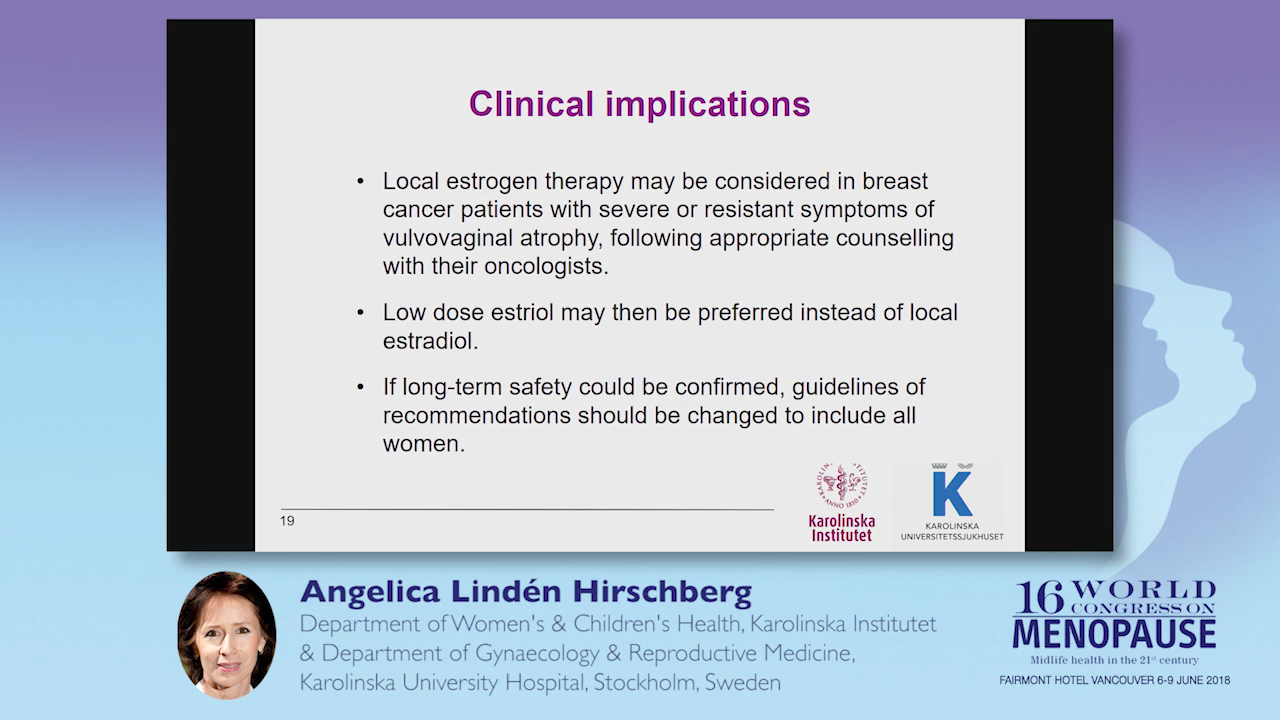 Clinical implications
• Local estrogen therapy may be considered in breast
cancer patients with severe or resistant symptoms of
vulvovaginal atrophy, following appropriate counselling
with their oncologists.
• Low dose estriol may then be preferred instead of local
estradiol.
• If long-term safety could be confirmed, guidelines of
recommendations should be changed to include all
women.
19
ANNO 1810
Karolinska
Institutet
K
KAROLINSKA
UNIVERSITETSSJUKHUSET
Angelica Lindén Hirschberg
Department of Women's & Children's Health, Karolinska Institutet
& Department of Gynaecology & Reproductive Medicine,
Karolinska University Hospital, Stockholm, Sweden
16 WORLD
CONGRESS ON
MENOPAUSE
Midlife health in the 21st century
FAIRMONT HOTEL VANCOUVER 6-9 JUNE 2018